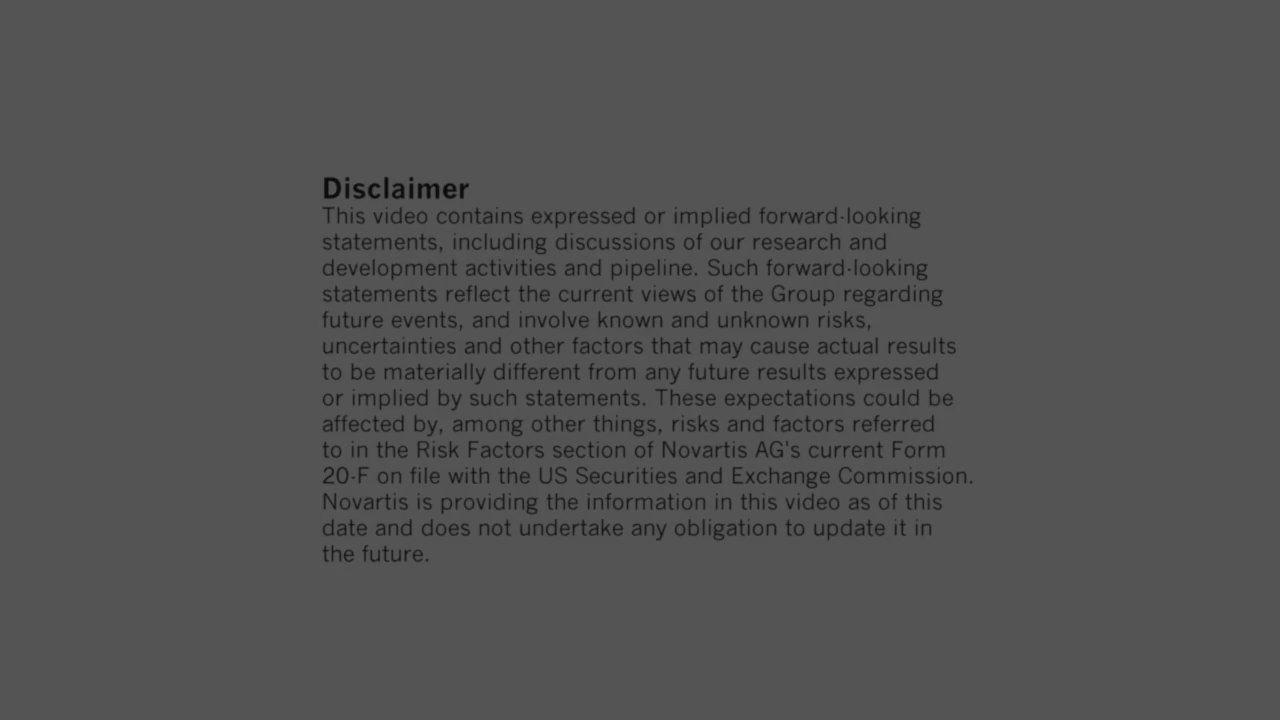 Disclaimer
This video contains expressed or implied forward-looking
statements, including discussions of our research and
development activities and pipeline. Such forward-looking
statements reflect the current views of the Group regarding
future events, and involve known and unknown risks,
uncertainties and other factors that may cause actual results
to be materially different from any future results expressed
or implied by such statements. These expectations could be
affected by, among other things, risks and factors referred
to in the Risk Factors section of Novartis AG's current Form
20-F on file with the US Securities and Exchange Commission.
Novartis is providing the information in this video as of this
date and does not undertake any obligation to update it in
the future.